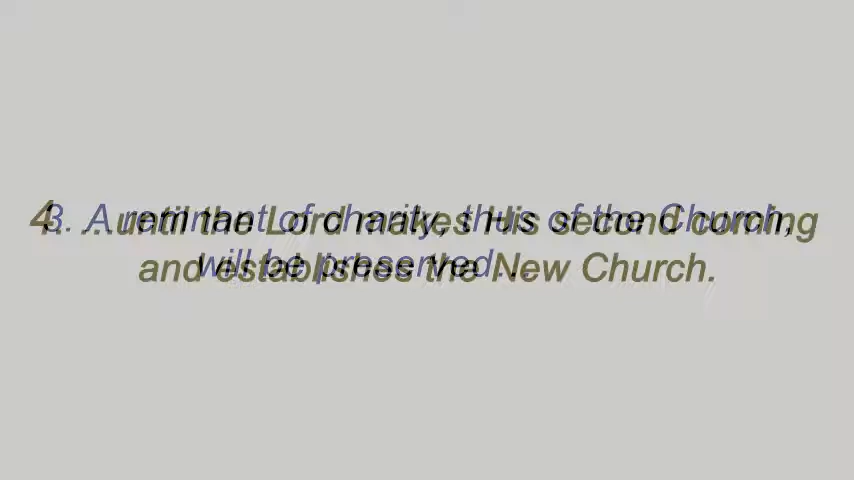 3. A remnant of charity, thus of the Church,
will be preserved . . .
4. . . until the Lord makes His second coming
and establishes the New Church.